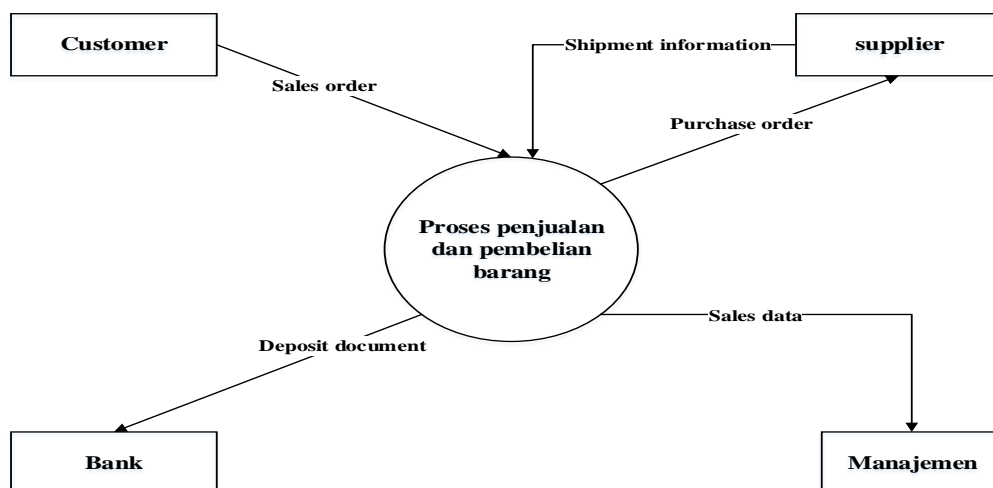 Customer
Shipment information
supplier
Sales order
Purchase order
Proses penjualan
dan pembelian
barang
Sales data
Deposit document
Bank
Manajemen